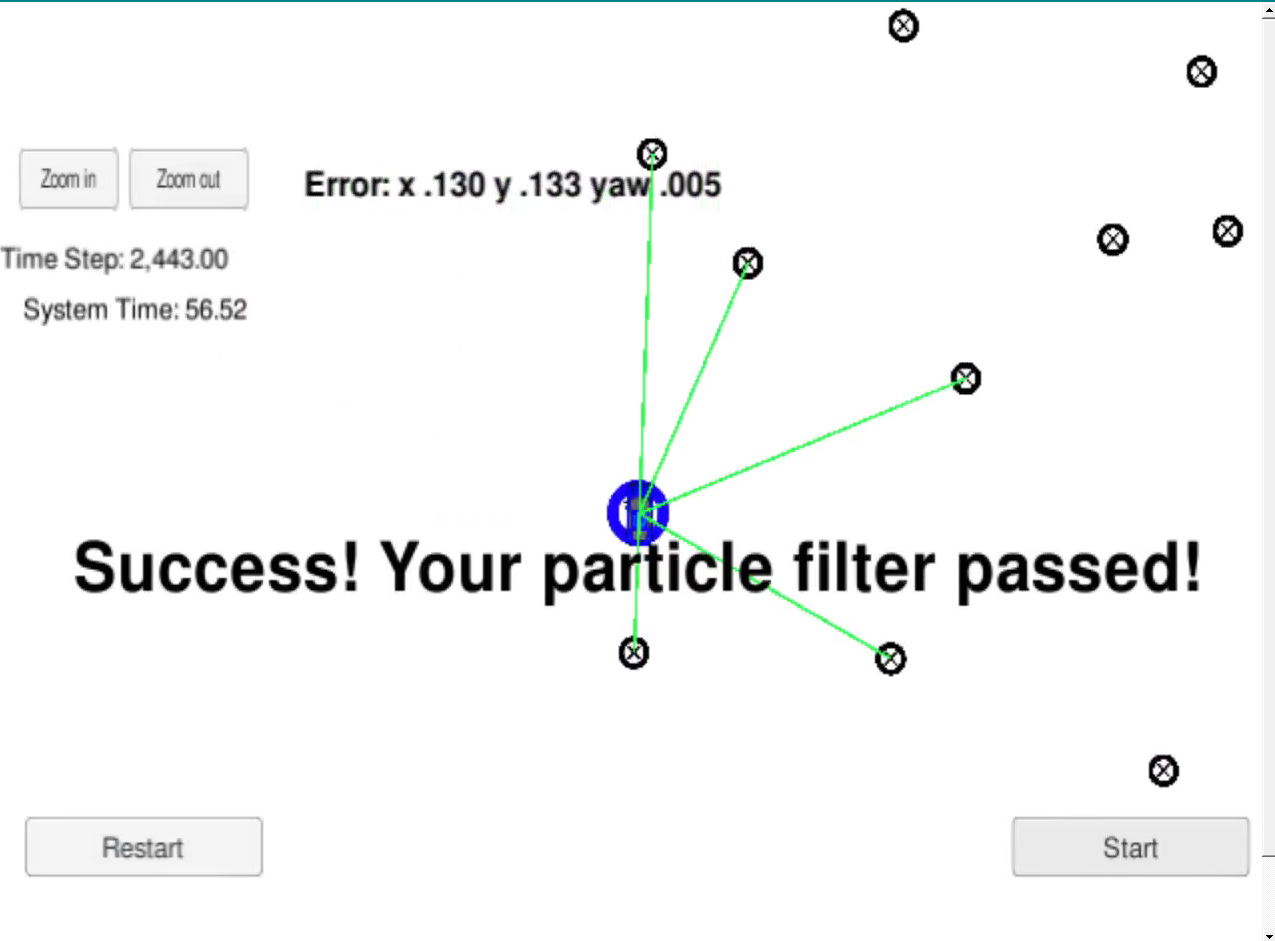 Zoom in
Zoom out
Error: x .130 y .133 yaw .005
Time Step: 2,443.00
System Time: 56.52
Success! Your particle filter passed!
Restart
Start